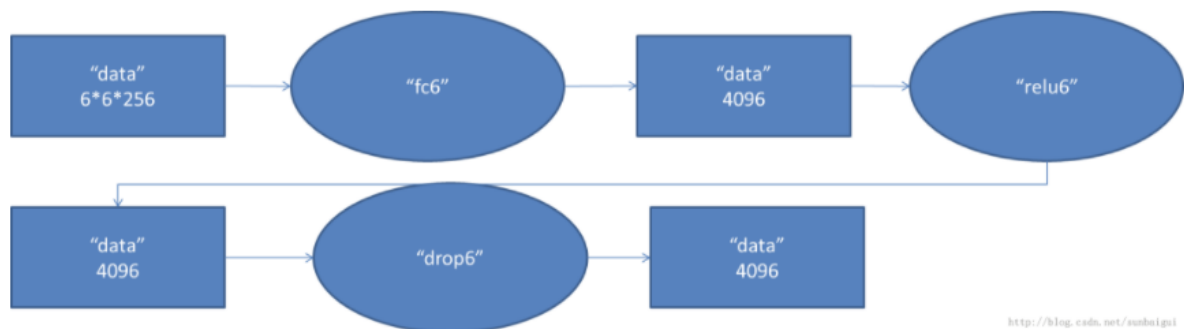 “data”
6*6*256
“fc6”
“data”
4096
“relu6”
“data”
4096
“drop6”
“data”
4096
http://blog.csdn.net/sunbaigui